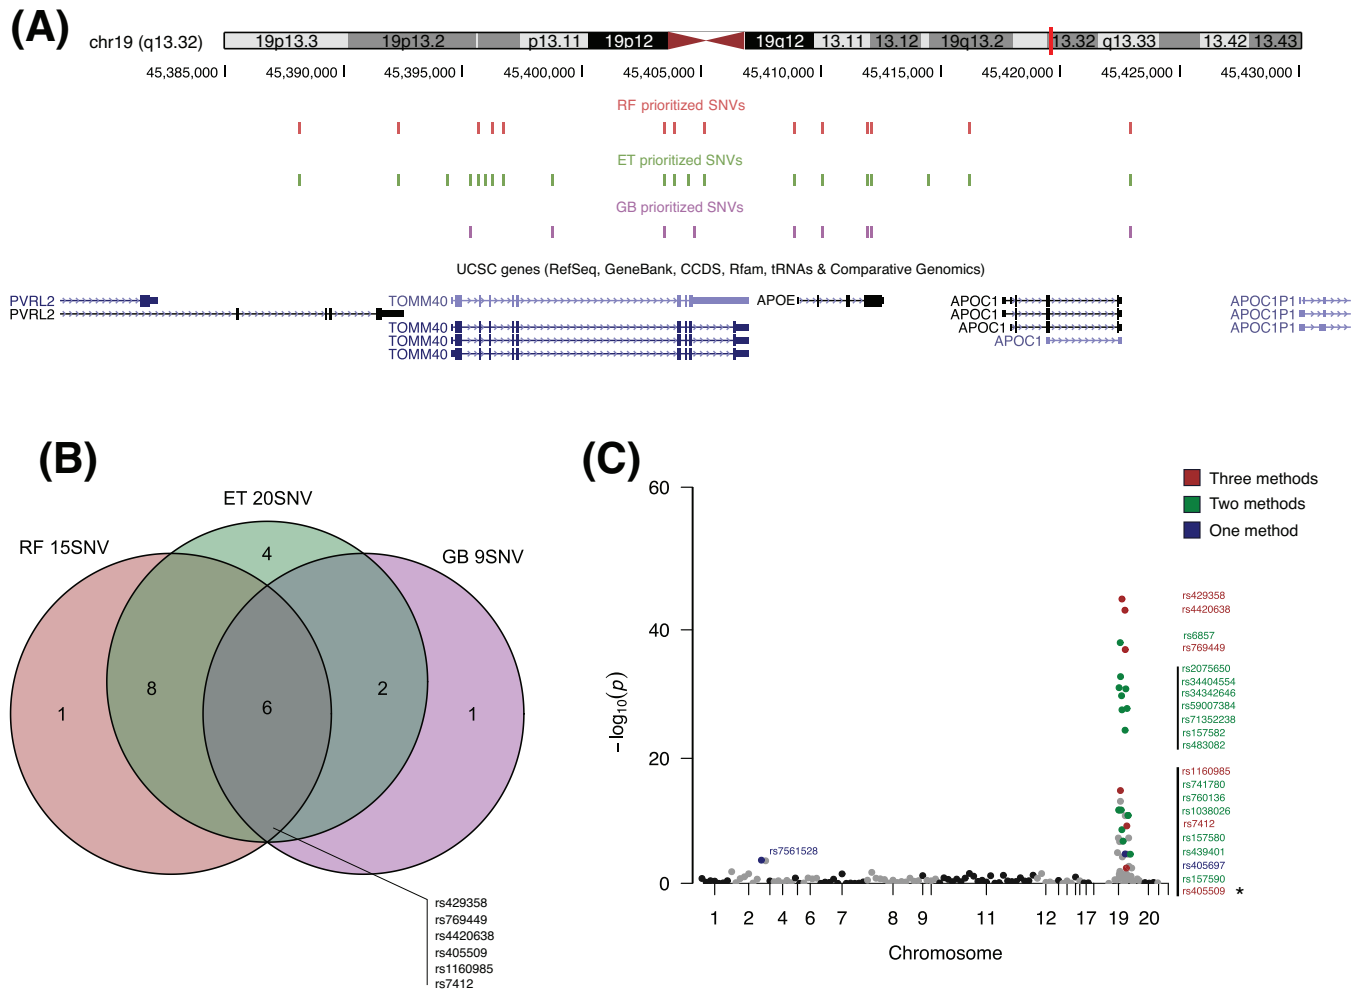 (A)
chr19 (q13.32)
19p13.3 19p13.2 p13.11 19p12 19q12 13.11 13.12 19q13.2 13.32 q13.33 13.42 13.43
45,385,000 45,390,000 45,395,000 45,400,000 45,405,000 45,410,000 45,415,000 45,420,000 45,425,000 45,430,000
RF prioritized SNVs
ET prioritized SNVs
GB prioritized SNVs
UCSC genes (RefSeq, GeneBank, CCDS, Rfam, tRNAs & Comparative Genomics)
PVRL2 TOMM40 APOE APOC1 APOC1P1
PVRL2 APOC1 APOC1P1
TOMM40 APOC1 APOC1P1
TOMM40 APOC1
TOMM40
(B)
ET 20SNV
RF 15SNV
GB 9SNV
4
8
2
1
6
1
rs429358
rs769449
rs4420638
rs405509
rs1160985
rs7412
(C)
Three methods
Two methods
One method
60
40
20
0
−log10(p)
rs7561528
rs429358
rs4420638
rs6857
rs769449
rs2075650
rs34404554
rs34342646
rs59007384
rs71352238
rs157582
rs483082
rs1160985
rs741780
rs760136
rs1038026
rs7412
rs157580
rs439401
rs405697
rs157590
rs405509 *
1 2 4 6 7 8 9 11 12 17 19 20
Chromosome